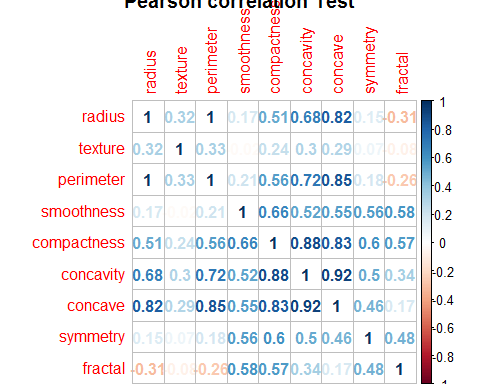 Pearson correlation Test
radius texture perimeter smoothness compactness concavity concave symmetry fractal
radius 1 0.32 1 0.17 0.51 0.68 0.82 0.15 -0.31
texture 0.32 1 0.33 0.24 0.3 0.29 0.07 -0.08
perimeter 1 0.33 1 0.21 0.56 0.72 0.85 0.18 -0.26
smoothness 0.17 0.21 1 0.66 0.52 0.55 0.56 0.58
compactness 0.51 0.24 0.56 0.66 1 0.88 0.83 0.6 0.57
concavity 0.68 0.3 0.72 0.52 0.88 1 0.92 0.5 0.34
concave 0.82 0.29 0.85 0.55 0.83 0.92 1 0.46 0.17
symmetry 0.15 0.07 0.18 0.56 0.6 0.5 0.46 1 0.48
fractal -0.31 -0.08 -0.26 0.58 0.57 0.34 0.17 0.48 1
1
0.8
0.6
0.4
0.2
0
-0.2
-0.4
-0.6
-0.8
-1